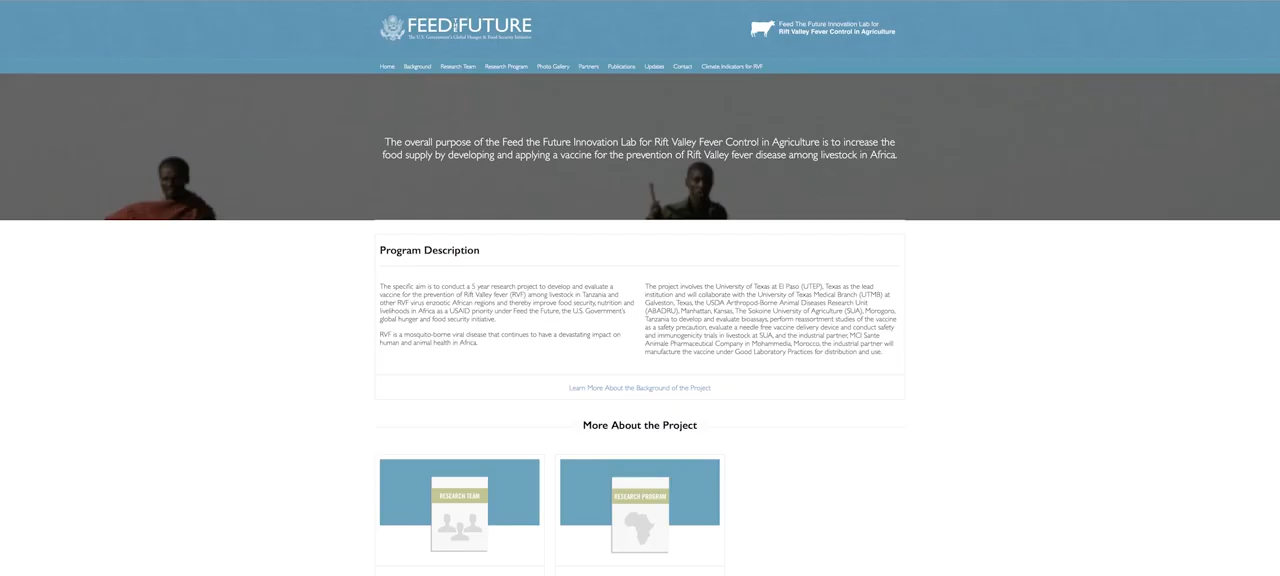 FEED THE FUTURE
The U.S. Government's Global Hunger & Food Security Initiative
Feed The Future Innovation Lab for
Rift Valley Fever Control in Agriculture
Home Background Research Team Research Program Photo Gallery Partners Publications Updates Contact Climate Indicators for RVF
The overall purpose of the Feed the Future Innovation Lab for Rift Valley Fever Control in Agriculture is to increase the
food supply by developing and applying a vaccine for the prevention of Rift Valley fever disease among livestock in Africa.
Program Description
The specific aim is to conduct a 5 year research project to develop and evaluate a
vaccine for the prevention of Rift Valley fever (RVF) among livestock in Tanzania and
other RVF virus enzootic African regions and thereby improve food security, nutrition and
livelihoods in Africa as a USAID priority under Feed the Future, the U.S. Government's
global hunger and food security initiative.
RVF is a mosquito-borne viral disease that continues to have a devastating impact on
human and animal health in Africa.
The project involves the University of Texas at El Paso (UTEP), Texas as the lead
institution and will collaborate with the University of Texas Medical Branch (UTMB) at
Galveston, Texas, the USDA Arthropod-Borne Animal Diseases Research Unit
(ABADRU), Manhattan, Kansas, The Sokoine University of Agriculture (SUA), Morogoro,
Tanzania to develop and evaluate bioassays, perform reassortment studies of the vaccine
as a safety precaution, evaluate a needle free vaccine delivery device and conduct safety
and immunogenicity trials in livestock at SUA, and the industrial partner, MCI Sante
Animale Pharmaceutical Company in Mohammedia, Morocco, the industrial partner will
manufacture the vaccine under Good Laboratory Practices for distribution and use.
Learn More About the Background of the Project
More About the Project
RESEARCH TEAM
RESEARCH PROGRAM